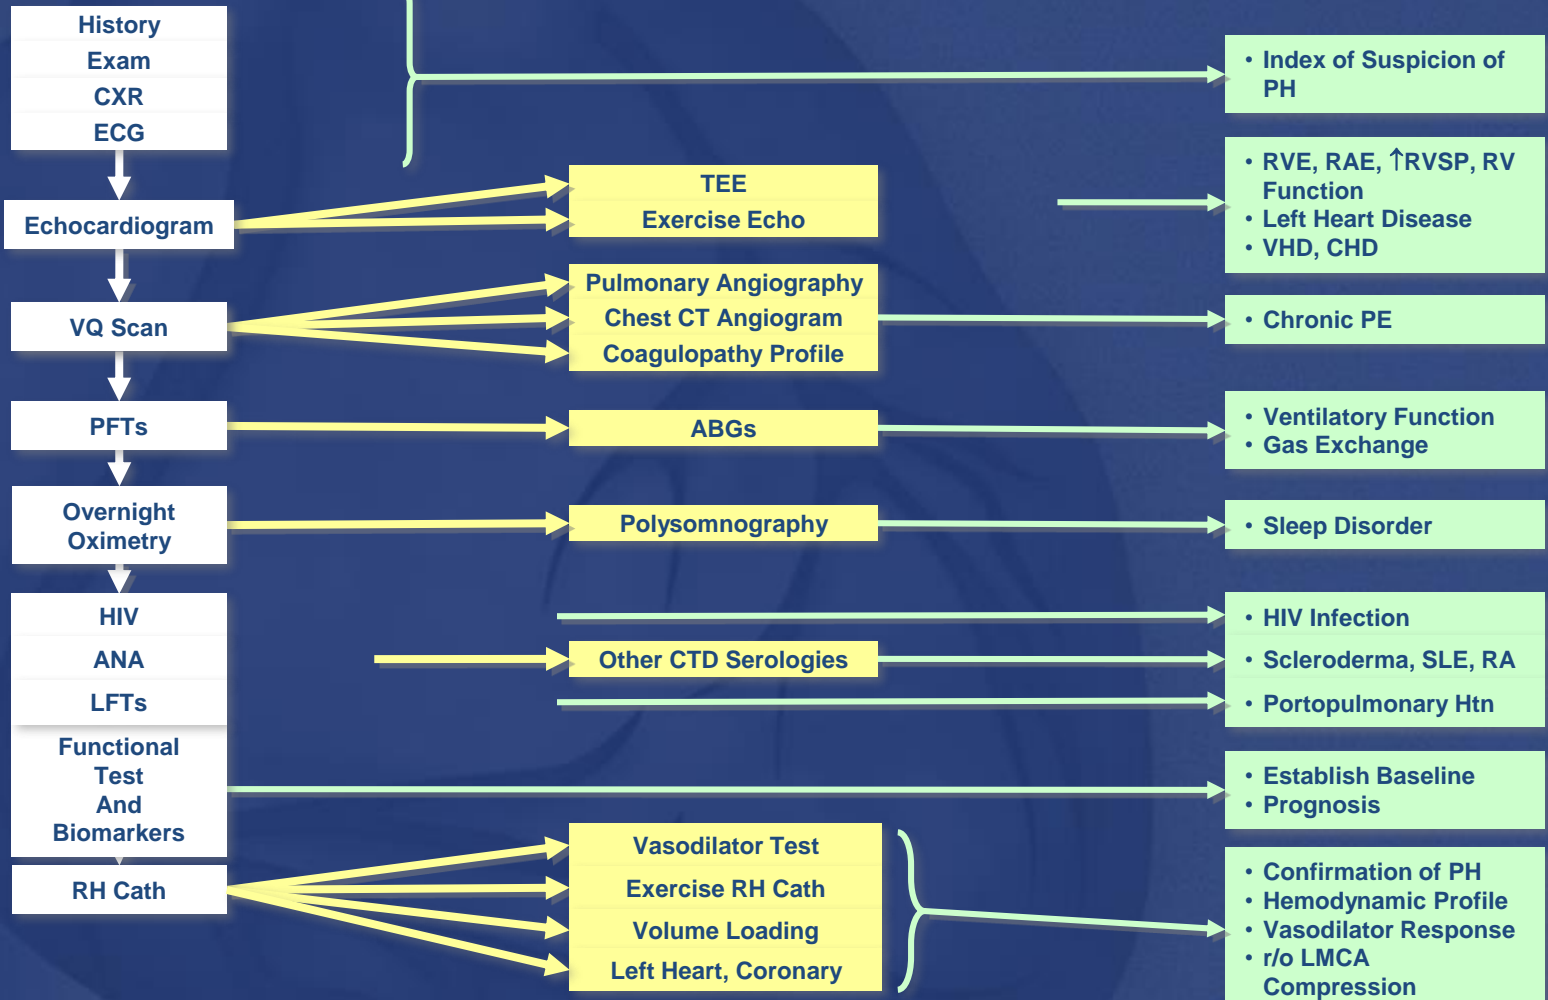 History
Exam
CXR
ECG
• Index of Suspicion of
PH
Echocardiogram
TEE
Exercise Echo
• RVE, RAE, ↑RVSP, RV
Function
• Left Heart Disease
• VHD, CHD
VQ Scan
Pulmonary Angiography
Chest CT Angiogram
Coagulopathy Profile
• Chronic PE
PFTs
ABGs
• Ventilatory Function
• Gas Exchange
Overnight
Oximetry
Polysomnography
• Sleep Disorder
HIV
• HIV Infection
ANA
Other CTD Serologies
• Scleroderma, SLE, RA
LFTs
• Portopulmonary Htn
Functional
Test
And
Biomarkers
• Establish Baseline
• Prognosis
RH Cath
Vasodilator Test
Exercise RH Cath
Volume Loading
Left Heart, Coronary
• Confirmation of PH
• Hemodynamic Profile
• Vasodilator Response
• r/o LMCA
Compression